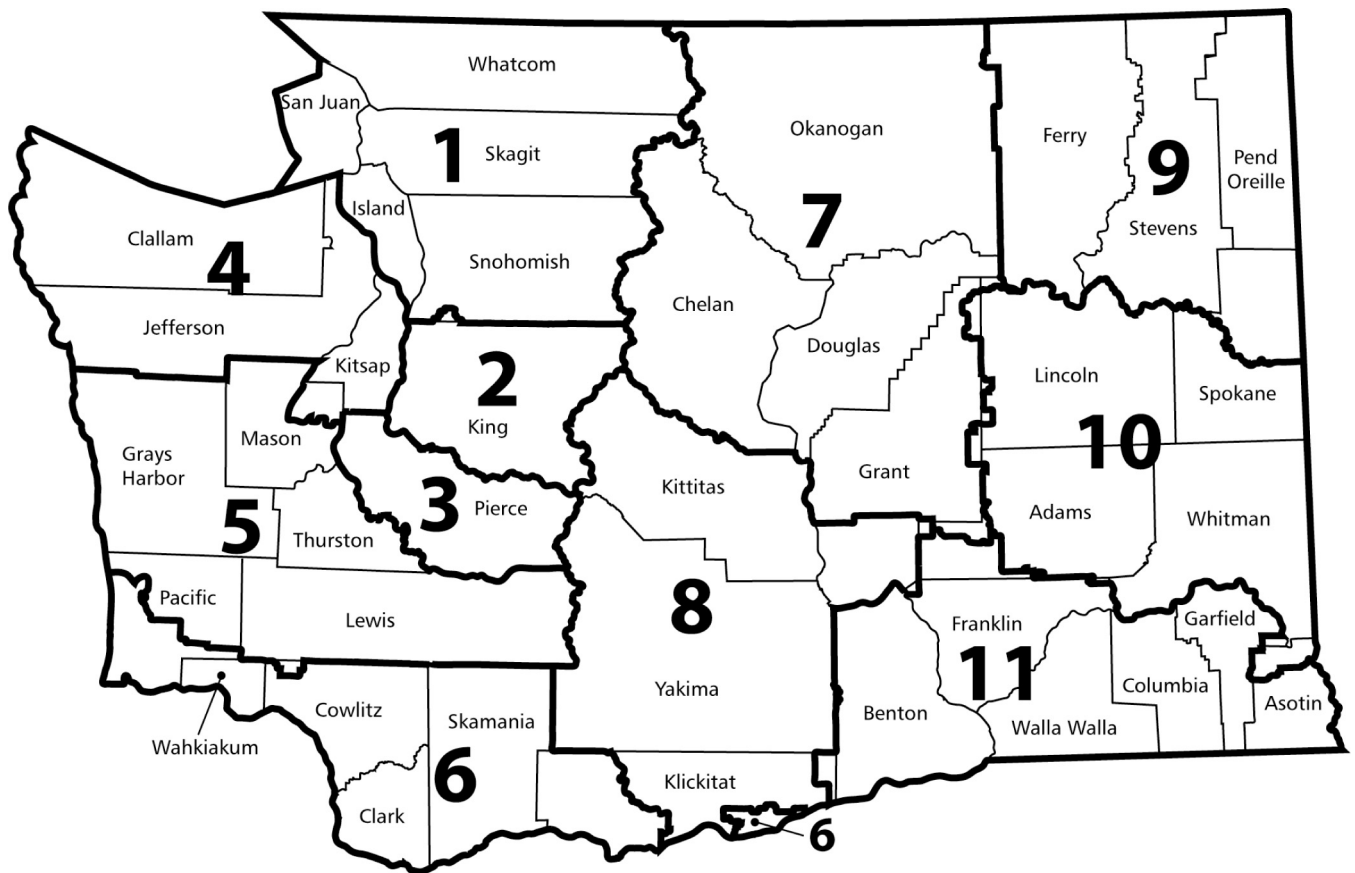 Whatcom
San Juan
1
Skagit
Okanogan
Ferry
9
Pend
Oreille
Island
7
Stevens
Clallam
4
Snohomish
Chelan
Jefferson
Kitsap
2
Douglas
Lincoln
Spokane
King
10
Mason
Grays
Harbor
Kittitas
Grant
3
Pierce
5
Thurston
Adams
Whitman
Pacific
Lewis
8
Franklin
Garfield
11
Yakima
Columbia
Cowlitz
Skamania
Benton
Walla Walla
Asotin
Wahkiakum
6
Klickitat
Clark
6